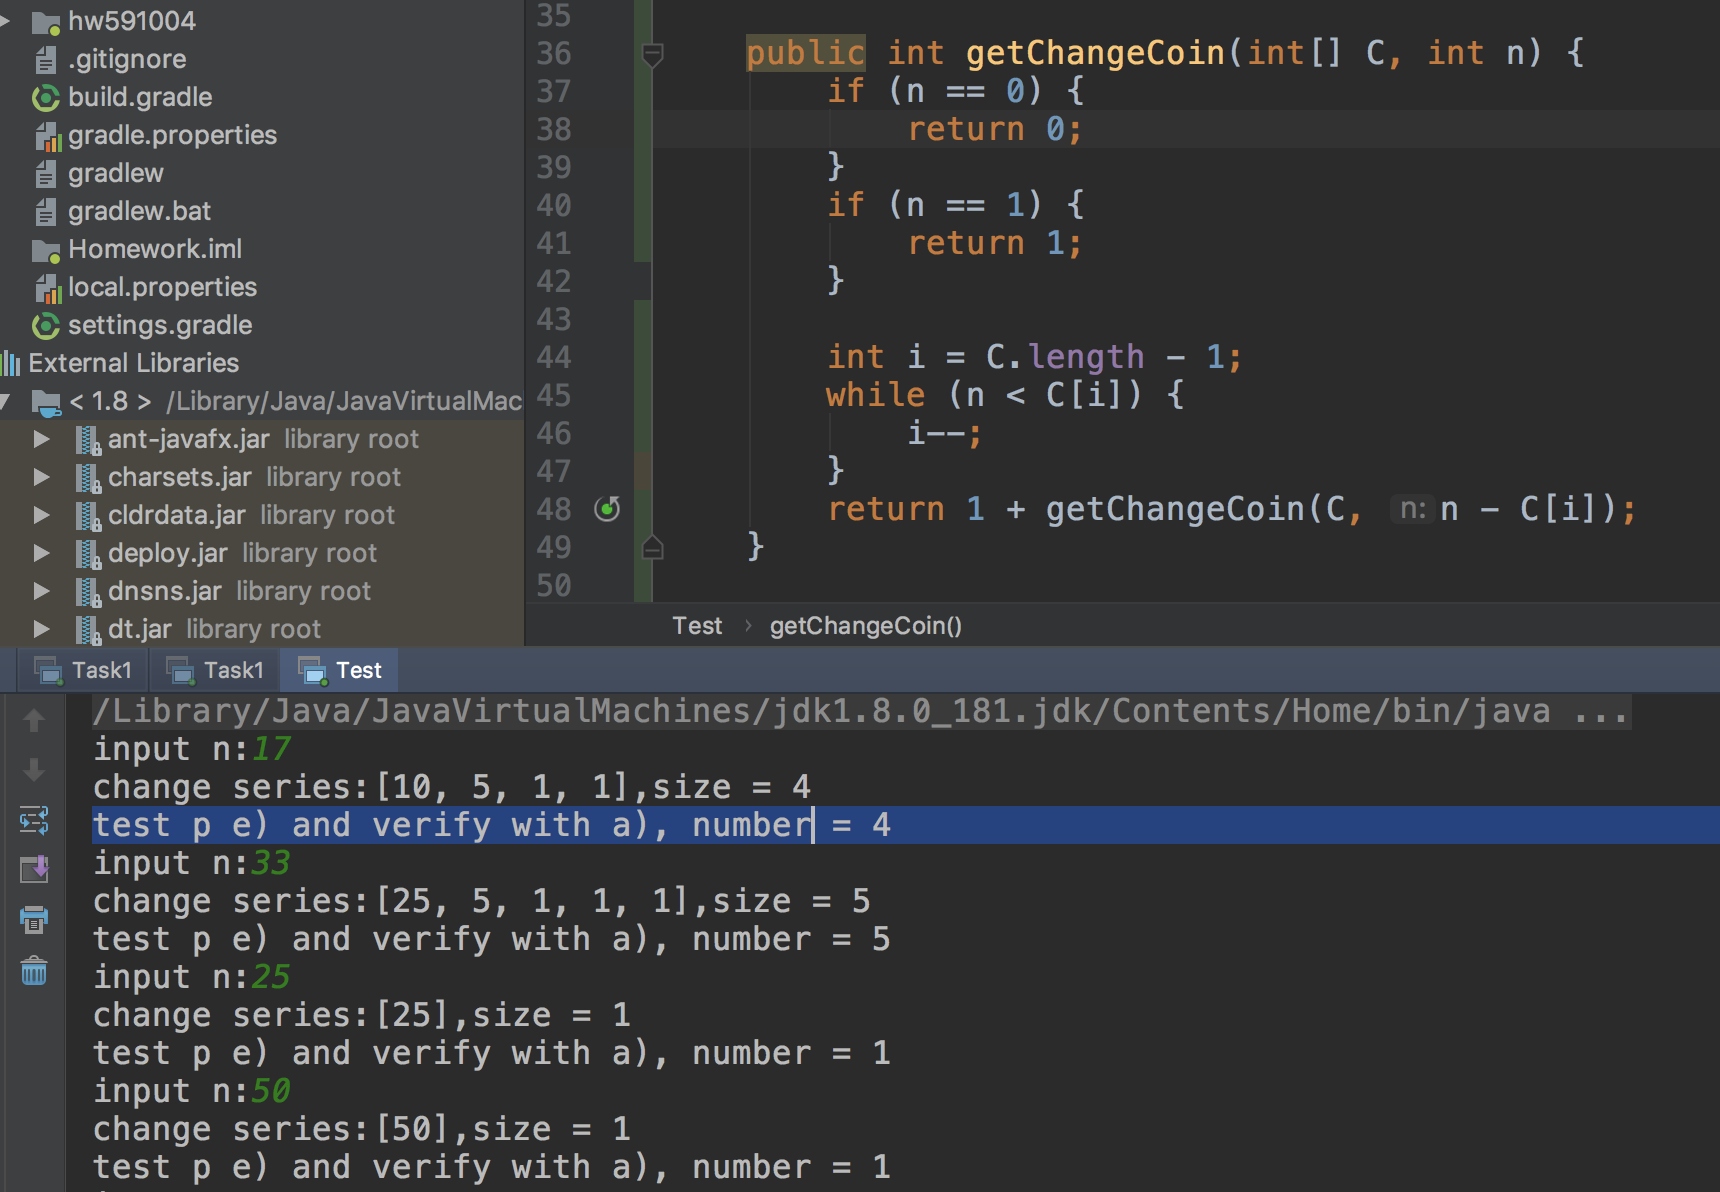 hw591004
.gitignore
build.gradle
gradle.properties
gradlew
gradlew.bat
Homework.iml
local.properties
settings.gradle
External Libraries
< 1.8 > /Library/Java/JavaVirtualMac
ant-javafx.jar library root
charsets.jar library root
cldrdata.jar library root
deploy.jar library root
dnsns.jar library root
dt.jar library root
35
36 public int getChangeCoin(int[] C, int n) {
37 if (n == 0) {
38 return 0;
39 }
40 if (n == 1) {
41 return 1;
42 }
43
44 int i = C.length - 1;
45 while (n < C[i]) {
46 i--;
47 }
48 return 1 + getChangeCoin(C, n: n - C[i]);
49 }
50
Test › getChangeCoin()
Task1 Task1 Test
/Library/Java/JavaVirtualMachines/jdk1.8.0_181.jdk/Contents/Home/bin/java ...
input n:17
change series:[10, 5, 1, 1],size = 4
test p e) and verify with a), number = 4
input n:33
change series:[25, 5, 1, 1, 1],size = 5
test p e) and verify with a), number = 5
input n:25
change series:[25],size = 1
test p e) and verify with a), number = 1
input n:50
change series:[50],size = 1
test p e) and verify with a), number = 1